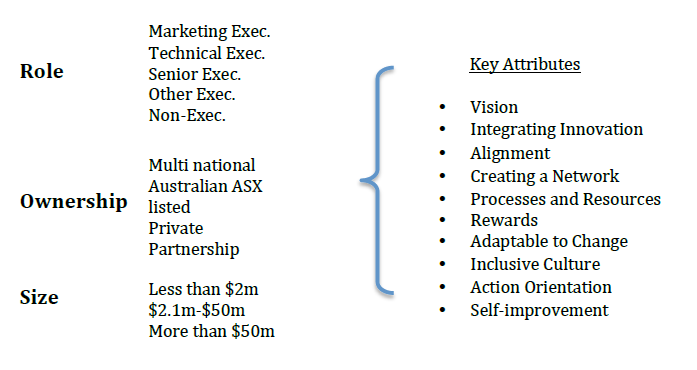 Role
Marketing Exec.
Technical Exec.
Senior Exec.
Other Exec.
Non-Exec.
Ownership
Multi national
Australian ASX
listed
Private
Partnership
Size
Less than $2m
$2.1m-$50m
More than $50m
Key Attributes
• Vision
• Integrating Innovation
• Alignment
• Creating a Network
• Processes and Resources
• Rewards
• Adaptable to Change
• Inclusive Culture
• Action Orientation
• Self-improvement